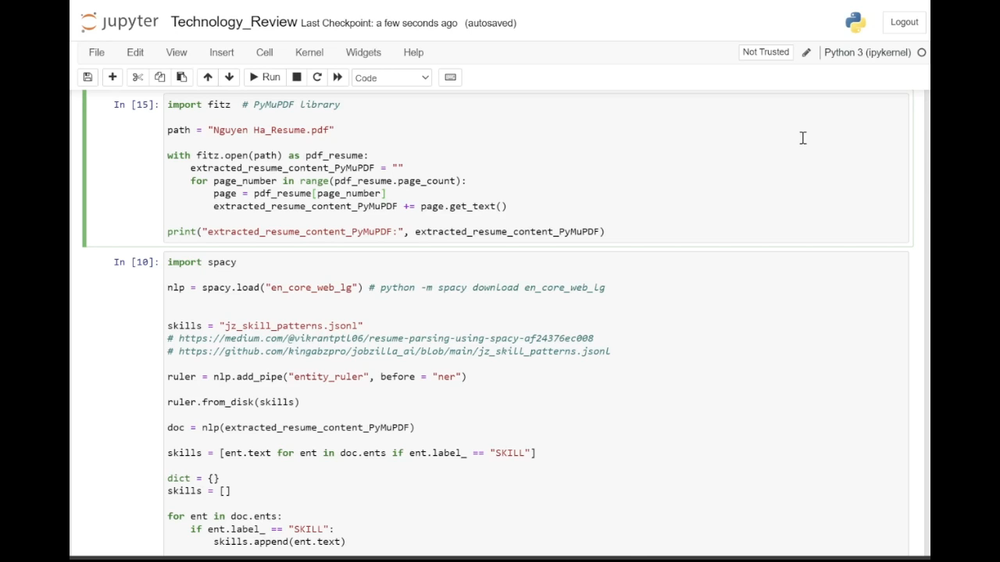 jupyter Technology_Review Last Checkpoint: a few seconds ago (autosaved) Logout
File Edit View Insert Cell Kernel Widgets Help Not Trusted Python 3 (ipykernel)
Run Code
In [15]: import fitz # PyMuPDF library
path = "Nguyen Ha_Resume.pdf"
with fitz.open(path) as pdf_resume:
    extracted_resume_content_PyMuPDF = ""
    for page_number in range(pdf_resume.page_count):
        page = pdf_resume[page_number]
        extracted_resume_content_PyMuPDF += page.get_text()
print("extracted_resume_content_PyMuPDF:", extracted_resume_content_PyMuPDF)
In [10]: import spacy
nlp = spacy.load("en_core_web_lg") # python -m spacy download en_core_web_lg
skills = "jz_skill_patterns.jsonl"
# https://medium.com/@vikrantptl06/resume-parsing-using-spacy-af24376ec008
# https://github.com/kingabzpro/jobzilla_ai/blob/main/jz_skill_patterns.jsonl
ruler = nlp.add_pipe("entity_ruler", before = "ner")
ruler.from_disk(skills)
doc = nlp(extracted_resume_content_PyMuPDF)
skills = [ent.text for ent in doc.ents if ent.label_ == "SKILL"]
dict = {}
skills = []
for ent in doc.ents:
    if ent.label_ == "SKILL":
        skills.append(ent.text)